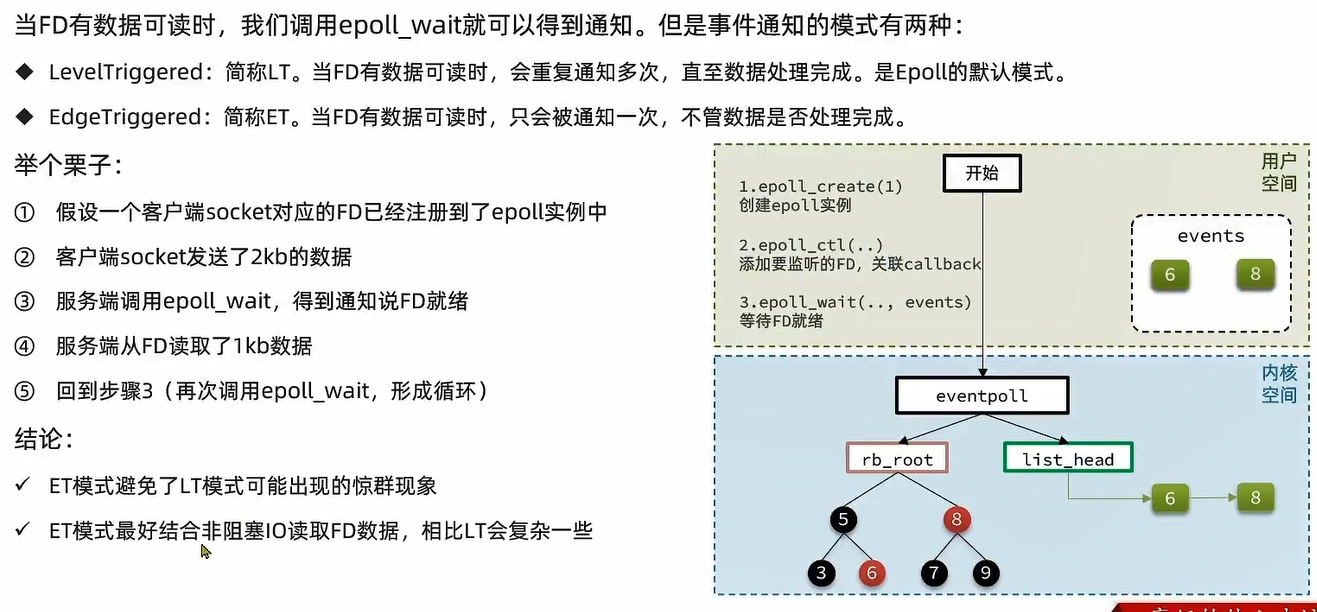 当FD有数据可读时，我们调用epoll_wait就可以得到通知。但是事件通知的模式有两种：
◆ LevelTriggered：简称LT。当FD有数据可读时，会重复通知多次，直至数据处理完成。是Epoll的默认模式。
◆ EdgeTriggered：简称ET。当FD有数据可读时，只会被通知一次，不管数据是否处理完成。
举个栗子：
① 假设一个客户端socket对应的FD已经注册到了epoll实例中
② 客户端socket发送了2kb的数据
③ 服务端调用epoll_wait，得到通知说FD就绪
④ 服务端从FD读取了1kb数据
⑤ 回到步骤3（再次调用epoll_wait，形成循环）
结论：
✓ ET模式避免了LT模式可能出现的惊群现象
✓ ET模式最好结合非阻塞IO读取FD数据，相比LT会复杂一些
用户
空间
开始
1.epoll_create(1)
创建epoll实例
2.epoll_ctl(..)
添加要监听的FD，关联callback
3.epoll_wait(.., events)
等待FD就绪
events
6 8
内核
空间
eventpoll
rb_root list_head
6 8
5 8
3 6 7 9